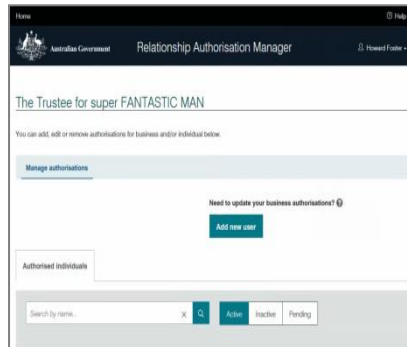 Home
Help
Australian Government
Relationship Authorisation Manager
Howard Foster
The Trustee for super FANTASTIC MAN
You can add, edit or remove authorisations for business and/or individual below.
Manage authorisations
Need to update your business authorisations?
Add new user
Authorised individuals
Search by name...
X
Active
Inactive
Pending